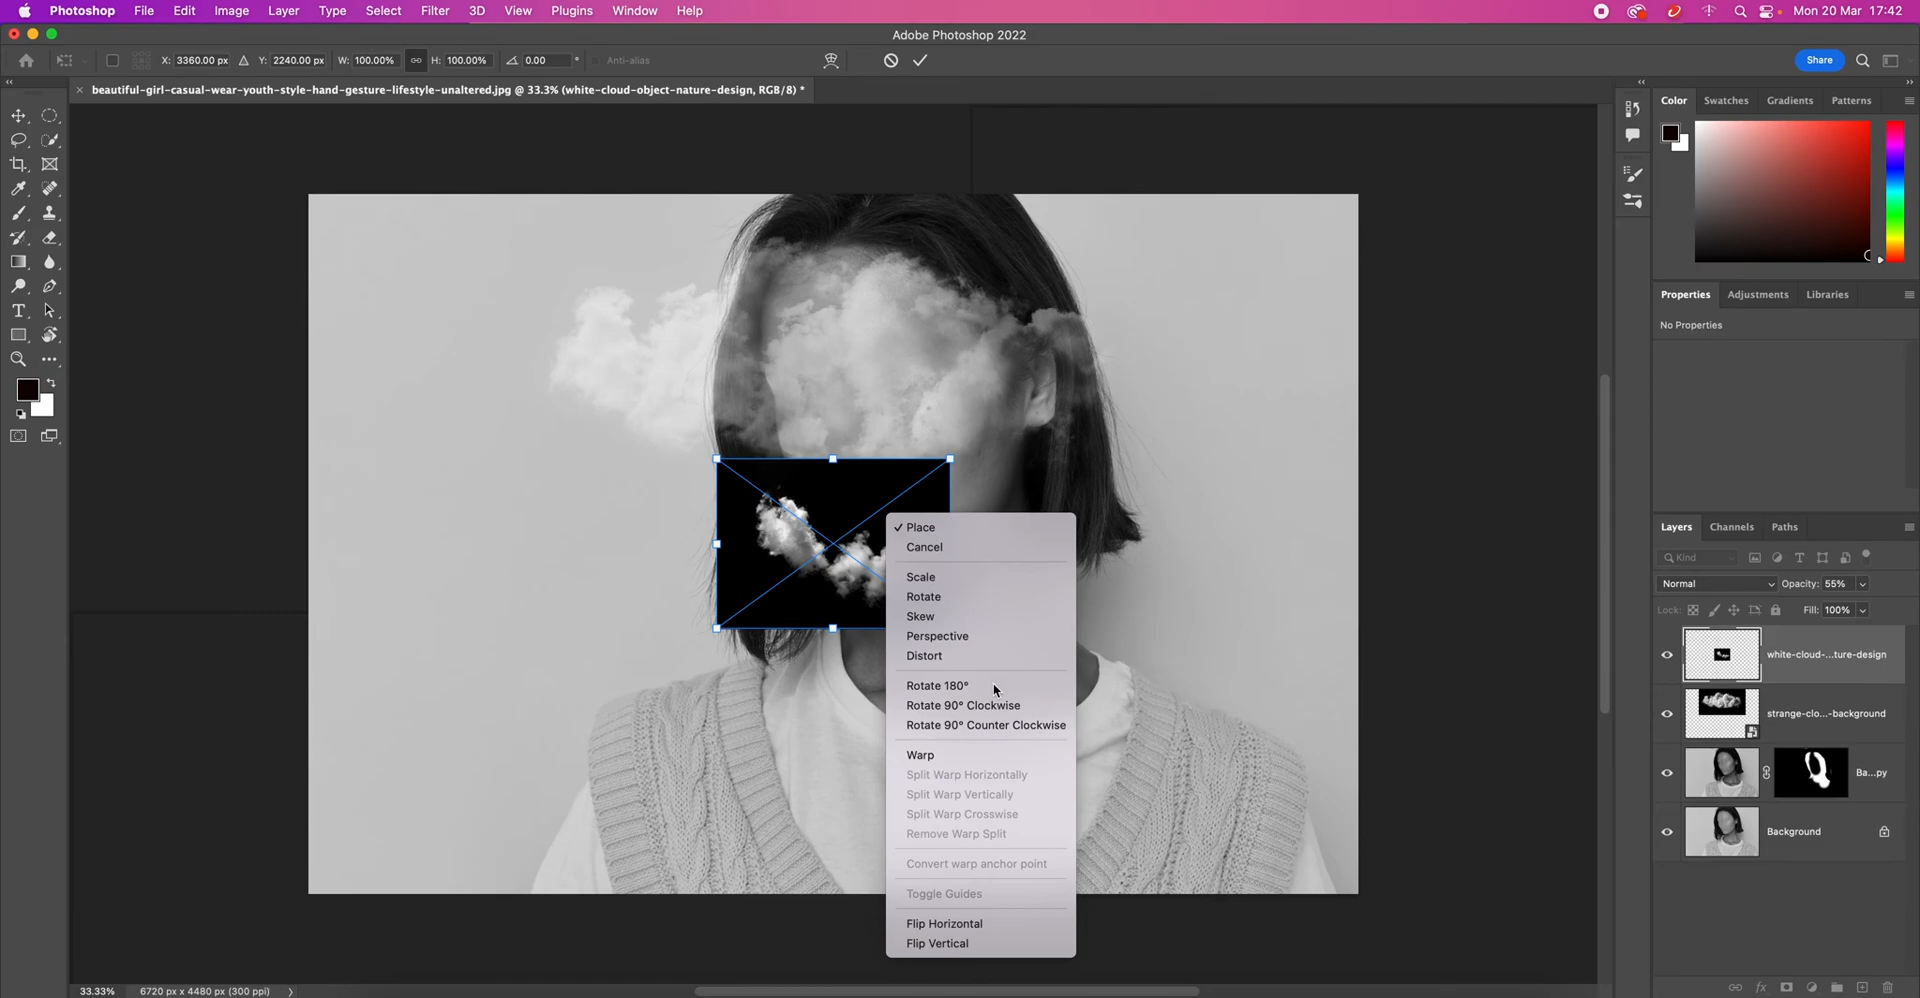 Photoshop File Edit Image Layer Type Select Filter 3D View Plugins Window Help Mon 20 Mar 17:42
Adobe Photoshop 2022
X: 3360.00 px Y: 2240.00 px W: 100.00% H: 100.00% 0.00 ° Anti-alias Share
× beautiful-girl-casual-wear-youth-style-hand-gesture-lifestyle-unaltered.jpg @ 33.3% (white-cloud-object-nature-design, RGB/8) *
Color Swatches Gradients Patterns
Properties Adjustments Libraries
No Properties
Place
Cancel
Scale
Rotate
Skew
Perspective
Distort
Rotate 180°
Rotate 90° Clockwise
Rotate 90° Counter Clockwise
Warp
Split Warp Horizontally
Split Warp Vertically
Split Warp Crosswise
Remove Warp Split
Convert warp anchor point
Toggle Guides
Flip Horizontal
Flip Vertical
Layers Channels Paths
Kind
Normal Opacity: 55%
Lock: Fill: 100%
white-cloud-...ture-design
strange-clo...-background
Ba...py
Background
fx
33.33% 6720 px x 4480 px (300 ppi)